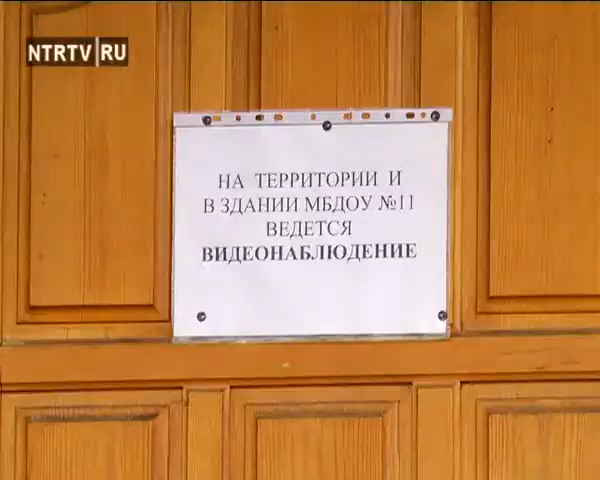 NTRTV RU
НА ТЕРРИТОРИИ И
В ЗДАНИИ МБДОУ №11
ВЕДЕТСЯ
ВИДЕОНАБЛЮДЕНИЕ